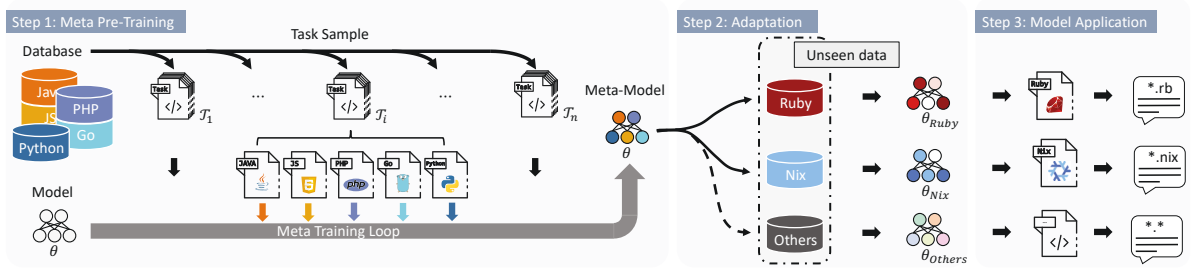 Step 1: Meta Pre-Training
Database
Task Sample
Java
JS
PHP
Go
Python
Task
𝒯1
...
Task
𝒯i
...
Task
𝒯n
JAVA
JS
PHP
php
Go
Python
Model
θ
Meta Training Loop
Meta-Model
θ
Step 2: Adaptation
Unseen data
Ruby
θRuby
Nix
θNix
Others
θOthers
Step 3: Model Application
Ruby
*.rb
Nix
*.nix
...
</>
*.*